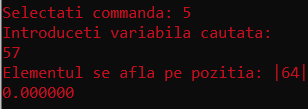 Selectati commanda: 5
Introduceti variabila cautata:
57
Elementul se afla pe pozitia: |64|
0.000000